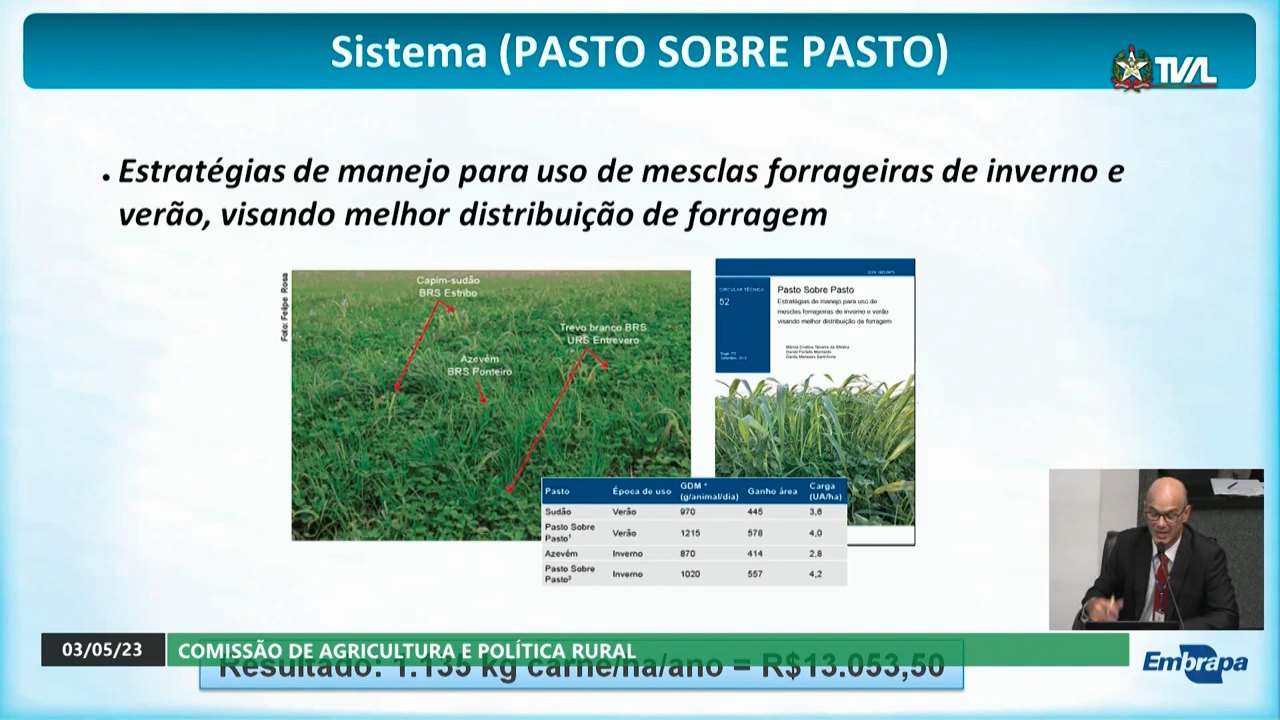 Sistema (PASTO SOBRE PASTO)
TVAL
• Estratégias de manejo para uso de mesclas forrageiras de inverno e
verão, visando melhor distribuição de forragem
Foto: Felipe Rosa
Capim-sudão
BRS Estribo
Trevo branco BRS
URS Entrevero
Azevém
BRS Ponteiro
CIRCULAR TÉCNICA
52
Pasto Sobre Pasto
Estratégias de manejo para uso de
mesclas forrageiras de inverno e verão
visando melhor distribuição de forragem
Pasto Época de uso GDM * (g/animal/dia) Ganho área Carga (UA/ha)
Sudão Verão 970 445 3,6
Pasto Sobre Pasto¹ Verão 1215 578 4,0
Azevém Inverno 870 414 2,8
Pasto Sobre Pasto² Inverno 1020 557 4,2
03/05/23 COMISSÃO DE AGRICULTURA E POLÍTICA RURAL
Resultado: 1.135 kg carne/ha/ano = R$13.053,50
Embrapa